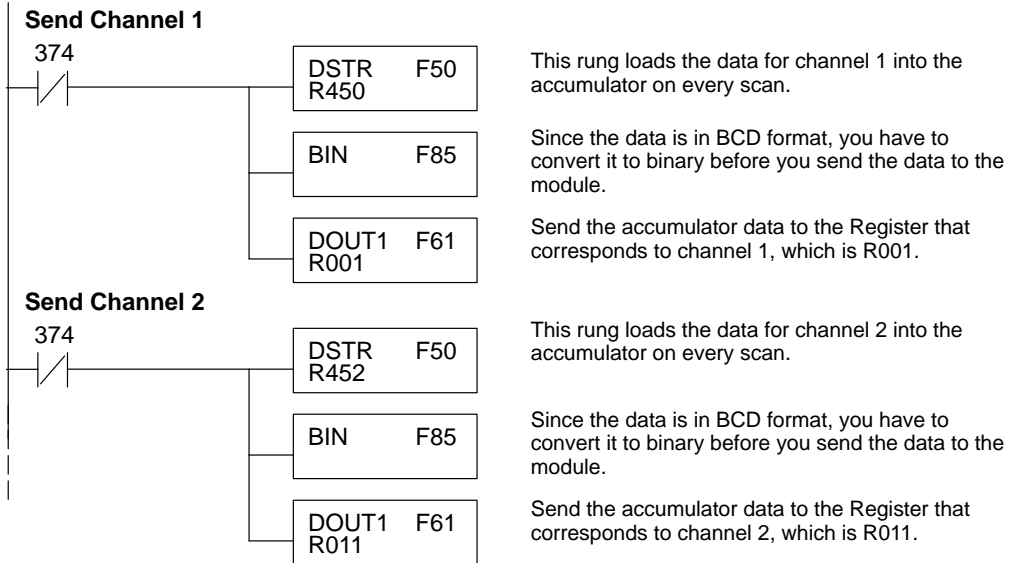 Send Channel 1
374
DSTR F50
R450
This rung loads the data for channel 1 into the
accumulator on every scan.
BIN F85
Since the data is in BCD format, you have to
convert it to binary before you send the data to the
module.
DOUT1 F61
R001
Send the accumulator data to the Register that
corresponds to channel 1, which is R001.
Send Channel 2
374
DSTR F50
R452
This rung loads the data for channel 2 into the
accumulator on every scan.
BIN F85
Since the data is in BCD format, you have to
convert it to binary before you send the data to the
module.
DOUT1 F61
R011
Send the accumulator data to the Register that
corresponds to channel 2, which is R011.